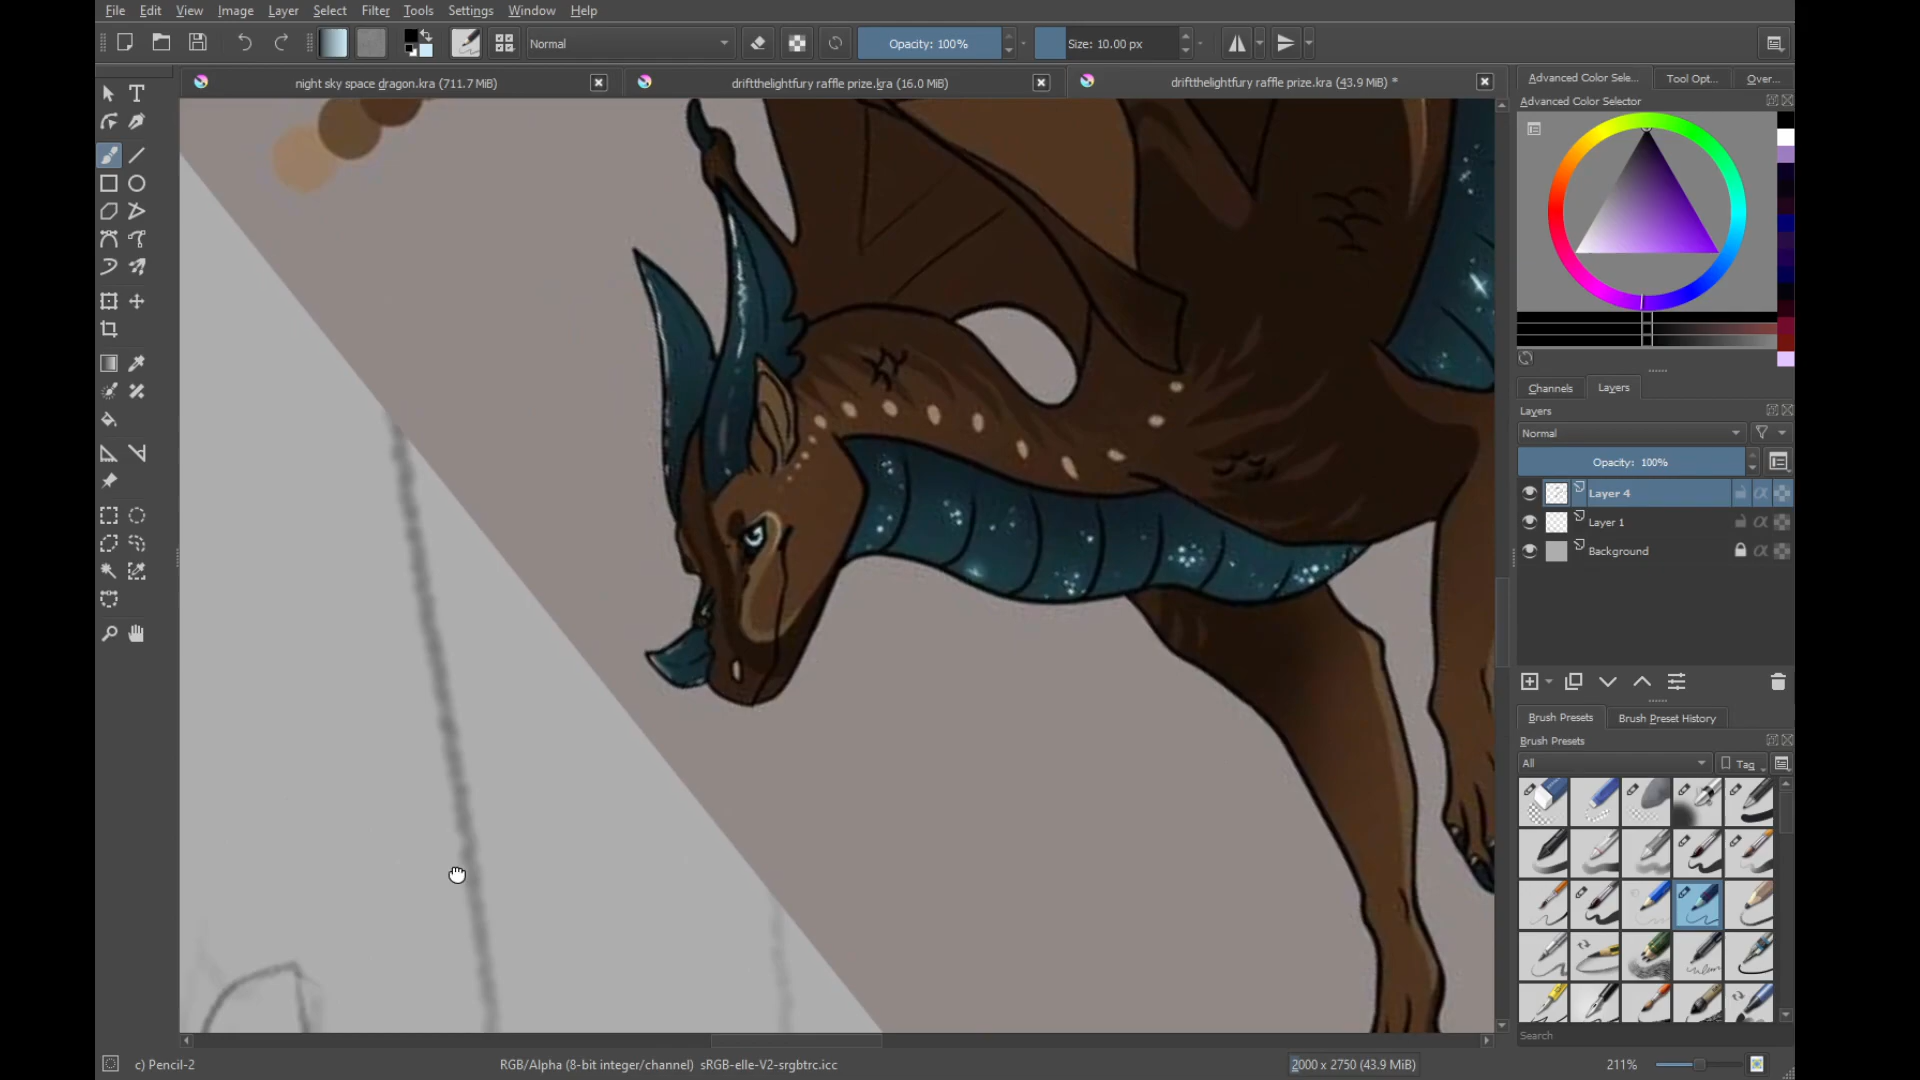 File Edit View Image Layer Select Filter Tools Settings Window Help
Normal Opacity: 100% Size: 10.00 px
night sky space dragon.kra (711.7 MiB) driftthelightfury raffle prize.kra (16.0 MiB) driftthelightfury raffle prize.kra (43.9 MiB) *
Advanced Color Sele... Tool Opt... Over...
Advanced Color Selector
Channels Layers
Layers
Normal
Opacity: 100%
Layer 4
Layer 1
Background
Brush Presets Brush Preset History
Brush Presets
All Tag
Search
c) Pencil-2 RGB/Alpha (8-bit integer/channel) sRGB-elle-V2-srgbtrc.icc 2000 x 2750 (43.9 MiB) 211%